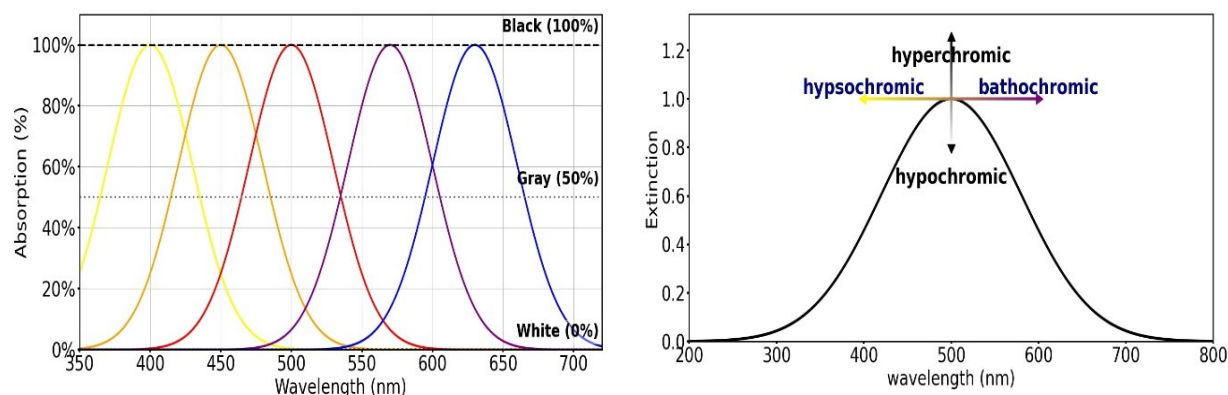 Black (100%)
100%
80%
60%
40%
20%
0%
Absorption (%)
Gray (50%)
White (0%)
350 400 450 500 550 600 650 700
Wavelength (nm)
1.2
1.0
0.8
0.6
0.4
0.2
0.0
Extinction
hyperchromic
hypsochromic bathochromic
hypochromic
200 300 400 500 600 700 800
wavelength (nm)